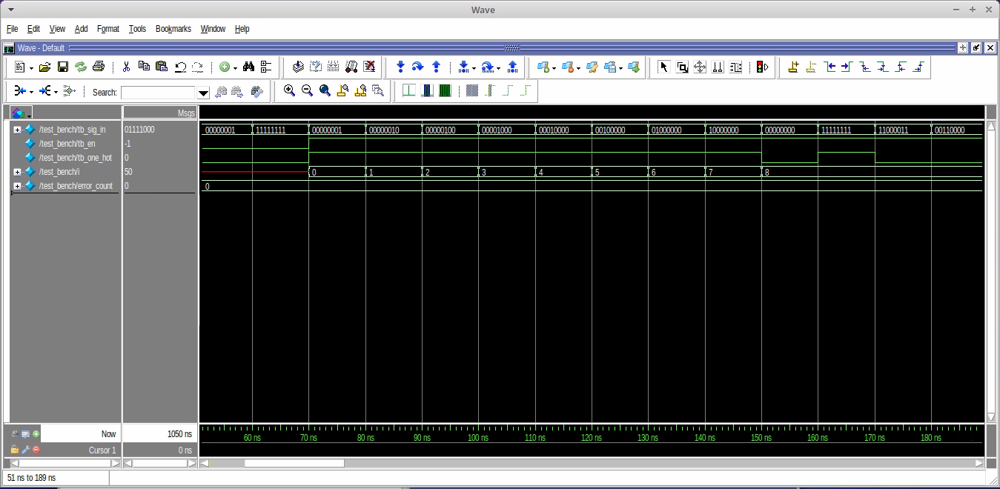 Wave
File Edit View Add Format Tools Bookmarks Window Help
Wave - Default
Search:
Msgs
/test_bench/tb_sig_in 01111000 00000001 11111111 00000001 00000010 00000100 00001000 00010000 00100000 01000000 10000000 00000000 11111111 11000011 00110000
/test_bench/tb_en -1
/test_bench/tb_one_hot 0
/test_bench/i 50 0 1 2 3 4 5 6 7 8
/test_bench/error_count 0 0
Now 1050 ns 60 ns 70 ns 80 ns 90 ns 100 ns 110 ns 120 ns 130 ns 140 ns 150 ns 160 ns 170 ns 180 ns
Cursor 1 0 ns
51 ns to 189 ns